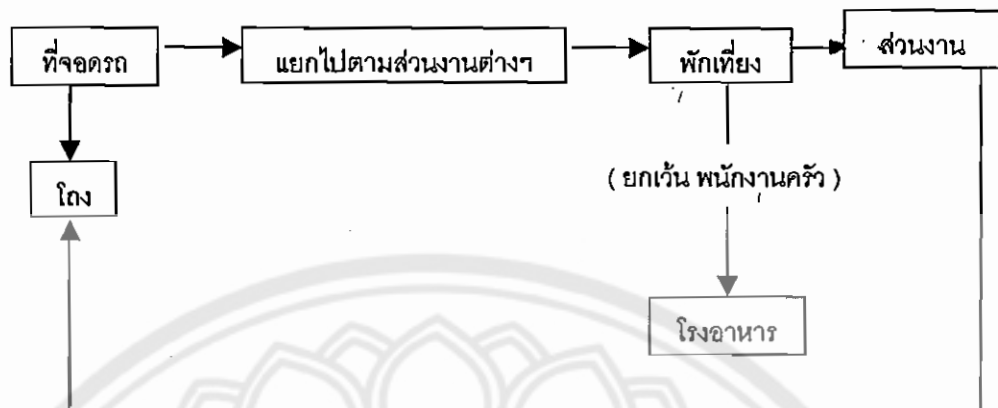 ที่จอดรถ
แยกไปตามส่วนงานต่างๆ
พักเที่ยง
ส่วนงาน
โถง
( ยกเว้น พนักงานครัว )
โรงอาหาร